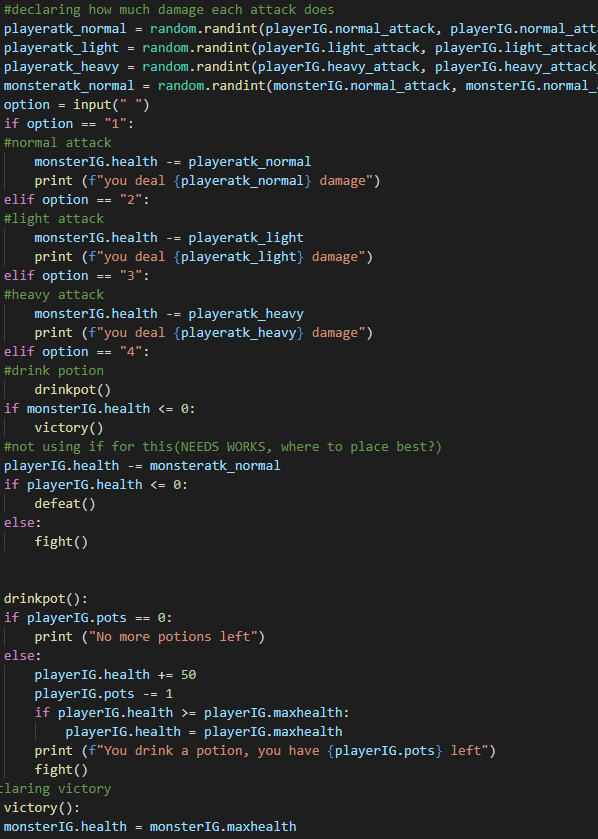 #declaring how much damage each attack does
playeratk_normal = random.randint(playerIG.normal_attack, playerIG.normal_att
playeratk_light = random.randint(playerIG.light_attack, playerIG.light_attack_
playeratk_heavy = random.randint(playerIG.heavy_attack, playerIG.heavy_attack_
monsteratk_normal = random.randint(monsterIG.normal_attack, monsterIG.normal_
option = input(" ")
if option == "1":
#normal attack
monsterIG.health -= playeratk_normal
print (f"you deal {playeratk_normal} damage")
elif option == "2":
#light attack
monsterIG.health -= playeratk_light
print (f"you deal {playeratk_light} damage")
elif option == "3":
#heavy attack
monsterIG.health -= playeratk_heavy
print (f"you deal {playeratk_heavy} damage")
elif option == "4":
#drink potion
drinkpot()
if monsterIG.health <= 0:
victory()
#not using if for this(NEEDS WORKS, where to place best?)
playerIG.health -= monsteratk_normal
if playerIG.health <= 0:
defeat()
else:
fight()
drinkpot():
if playerIG.pots == 0:
print ("No more potions left")
else:
playerIG.health += 50
playerIG.pots -= 1
if playerIG.health >= playerIG.maxhealth:
playerIG.health = playerIG.maxhealth
print (f"You drink a potion, you have {playerIG.pots} left")
fight()
claring victory
victory():
monsterIG.health = monsterIG.maxhealth